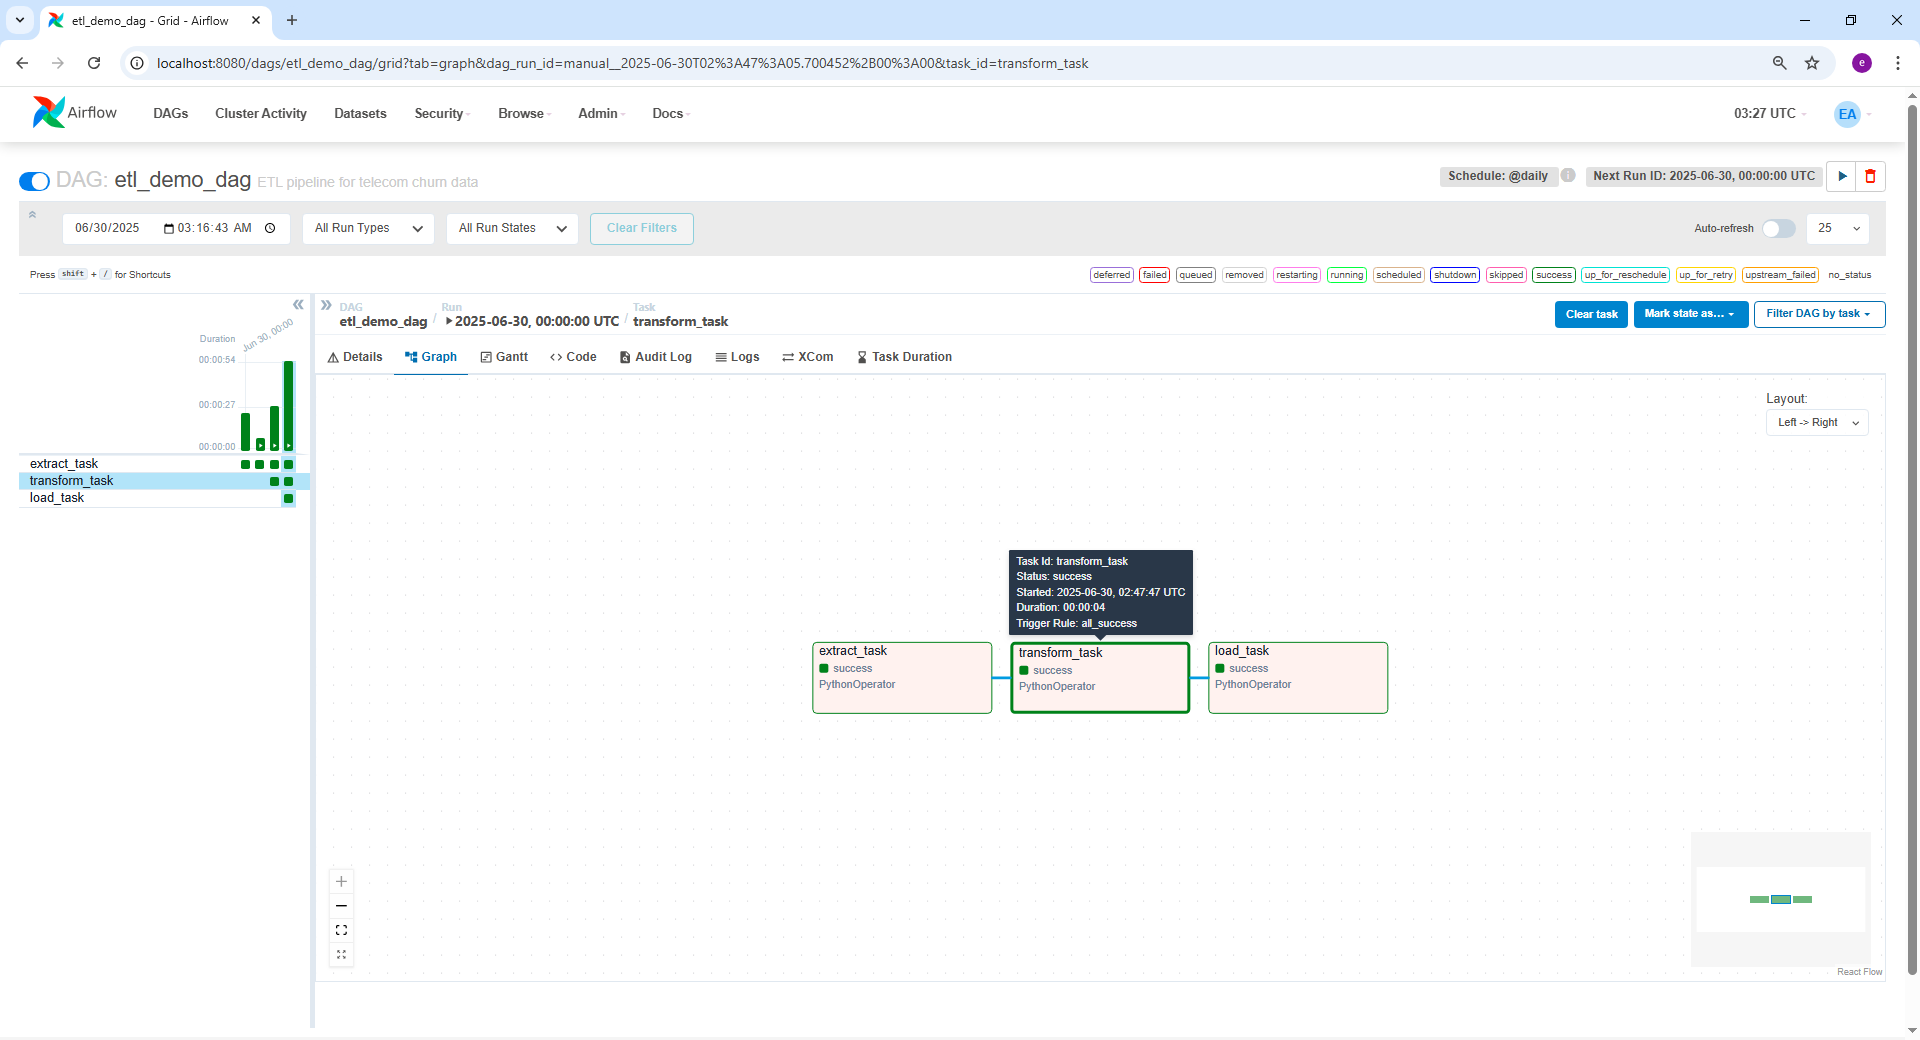 etl_demo_dag - Grid - Airflow
localhost:8080/dags/etl_demo_dag/grid?tab=graph&dag_run_id=manual__2025-06-30T02%3A47%3A05.700452%2B00%3A00&task_id=transform_task
e
Airflow DAGs Cluster Activity Datasets Security Browse Admin Docs 03:27 UTC EA
DAG: etl_demo_dag ETL pipeline for telecom churn data Schedule: @daily i Next Run ID: 2025-06-30, 00:00:00 UTC
06/30/2025 03:16:43 AM All Run Types All Run States Clear Filters Auto-refresh 25
Press shift + / for Shortcuts deferred failed queued removed restarting running scheduled shutdown skipped success up_for_reschedule up_for_retry upstream_failed no_status
DAG Run Task
etl_demo_dag / 2025-06-30, 00:00:00 UTC / transform_task Clear task Mark state as... Filter DAG by task
Details Graph Gantt Code Audit Log Logs XCom Task Duration
Duration Jun 30, 00:00
00:00:54
00:00:27
00:00:00
extract_task
transform_task
load_task
Layout:
Left -> Right
Task Id: transform_task
Status: success
Started: 2025-06-30, 02:47:47 UTC
Duration: 00:00:04
Trigger Rule: all_success
extract_task
success
PythonOperator
transform_task
success
PythonOperator
load_task
success
PythonOperator
React Flow